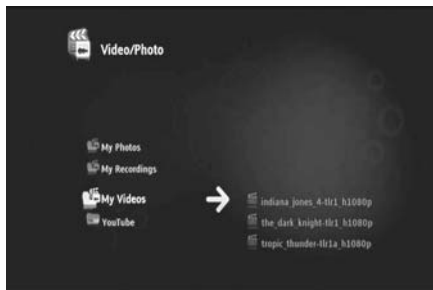 Video/Photo
My Photos
My Recordings
My Videos
YouTube
indiana_jones_4-tlr1_h1080p
the_dark_knight-tlr1_h1080p
tropic_thunder-tlr1a_h1080p